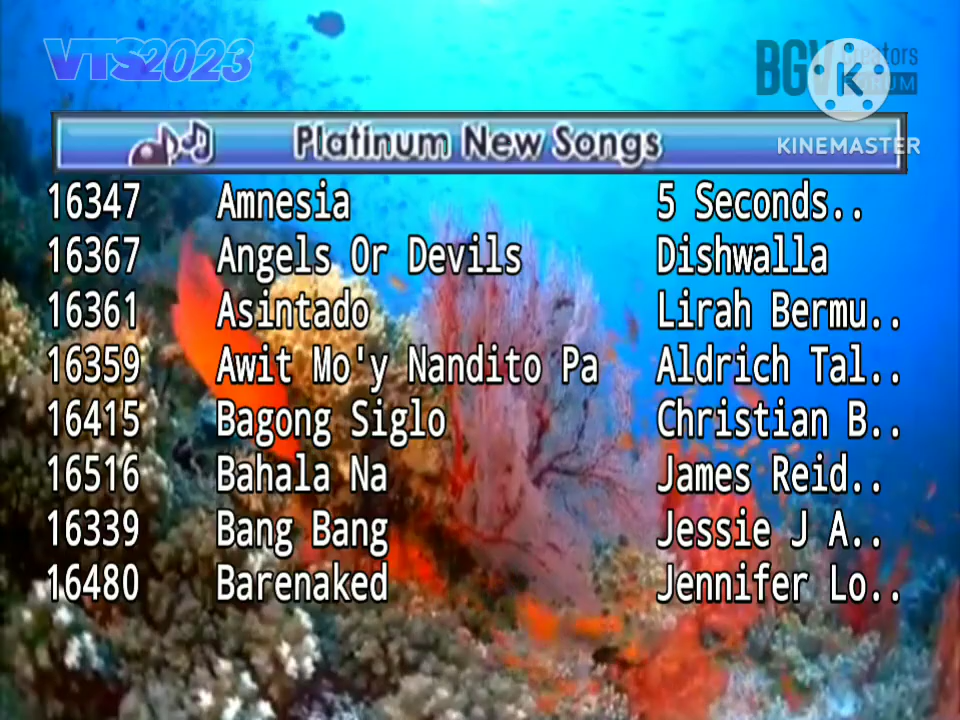 VTS2023
BGV Creators
FORUM
K
KINEMASTER
Platinum New Songs
16347 Amnesia 5 Seconds..
16367 Angels Or Devils Dishwalla
16361 Asintado Lirah Bermu..
16359 Awit Mo'y Nandito Pa Aldrich Tal..
16415 Bagong Siglo Christian B..
16516 Bahala Na James Reid..
16339 Bang Bang Jessie J A..
16480 Barenaked Jennifer Lo..